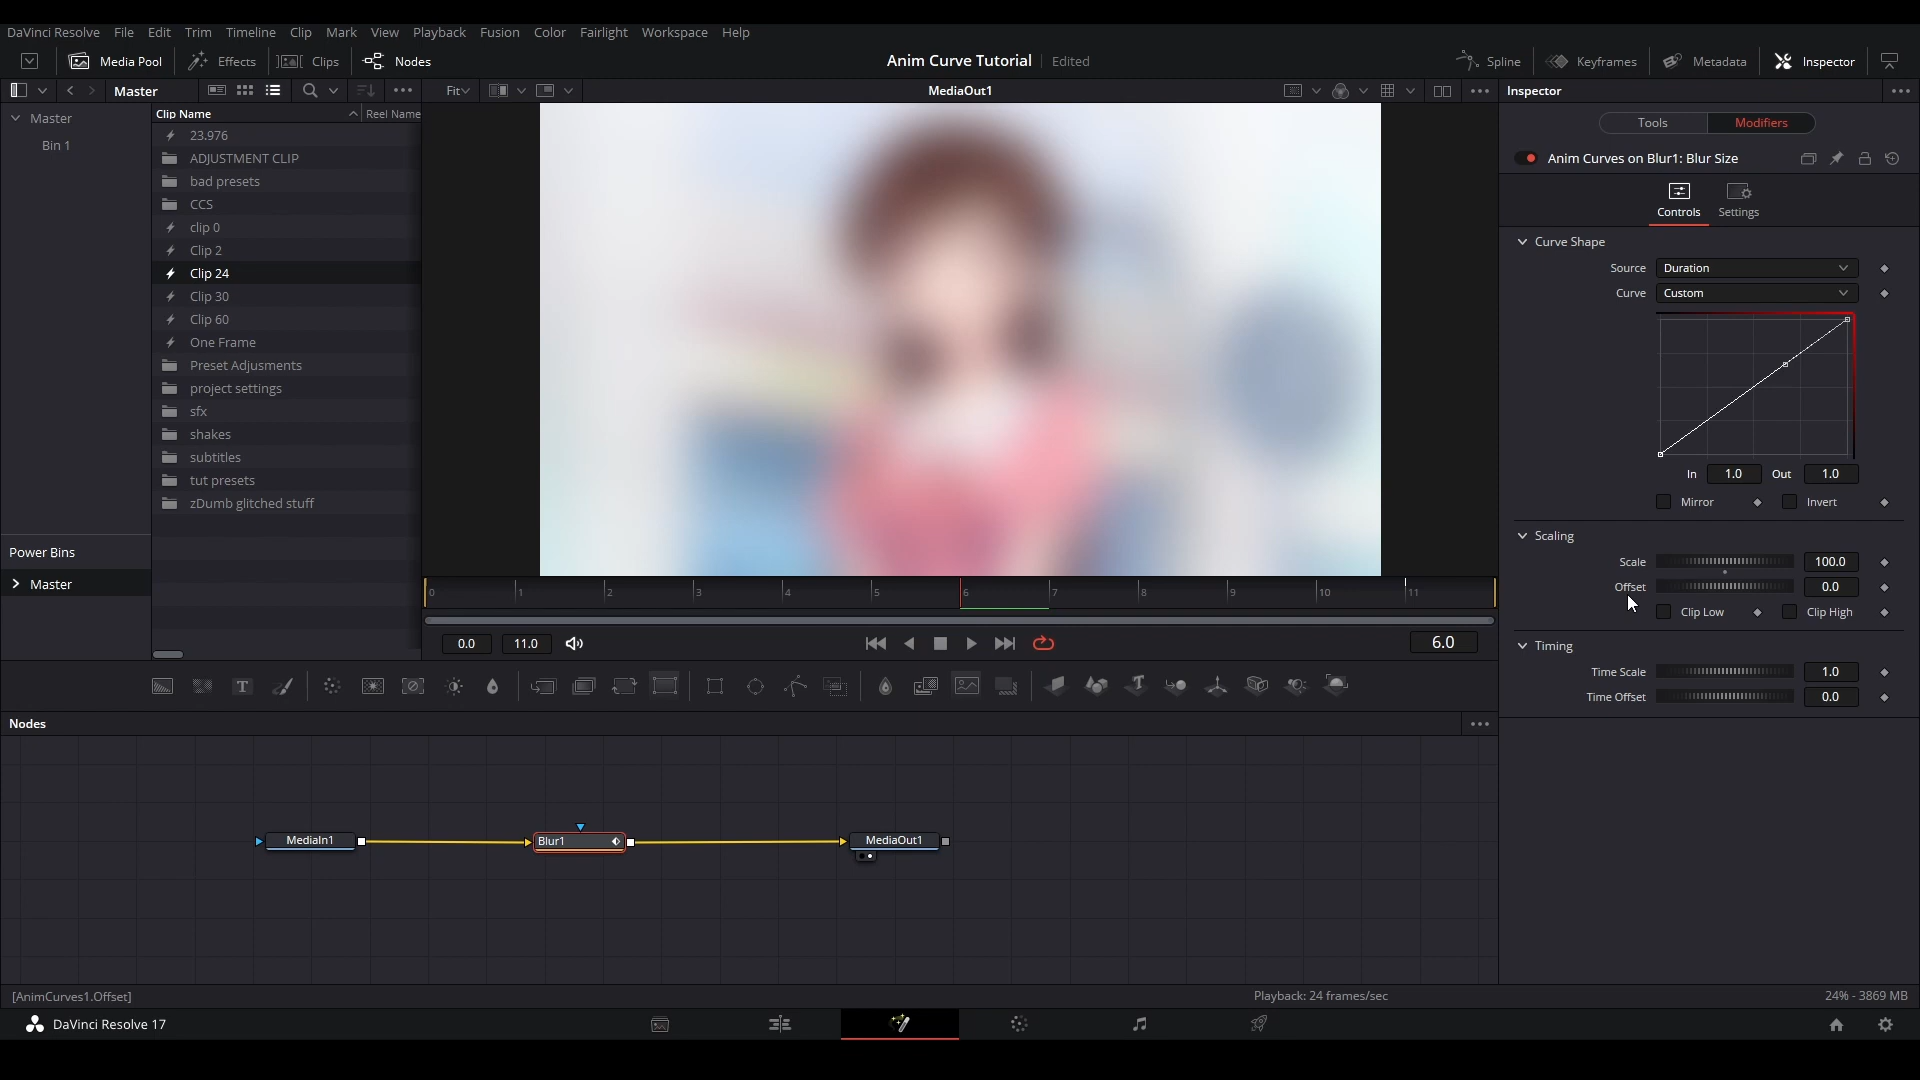 DaVinci Resolve File Edit Trim Timeline Clip Mark View Playback Fusion Color Fairlight Workspace Help
Media Pool Effects Clips Nodes Anim Curve Tutorial Edited Spline Keyframes Metadata Inspector
Master Fit MediaOut1 Inspector
Master
Bin 1
Clip Name Reel Name
23.976
ADJUSTMENT CLIP
bad presets
CCS
clip 0
Clip 2
Clip 24
Clip 30
Clip 60
One Frame
Preset Adjusments
project settings
sfx
shakes
subtitles
tut presets
zDumb glitched stuff
Power Bins
Master
0 1 2 3 4 5 6 7 8 9 10 11
0.0 11.0 6.0
Tools Modifiers
Anim Curves on Blur1: Blur Size
Controls Settings
Curve Shape
Source Duration
Curve Custom
In 1.0 Out 1.0
Mirror Invert
Scaling
Scale 100.0
Offset 0.0
Clip Low Clip High
Timing
Time Scale 1.0
Time Offset 0.0
Nodes
MediaIn1 Blur1 MediaOut1
[AnimCurves1.Offset] Playback: 24 frames/sec 24% - 3869 MB
DaVinci Resolve 17